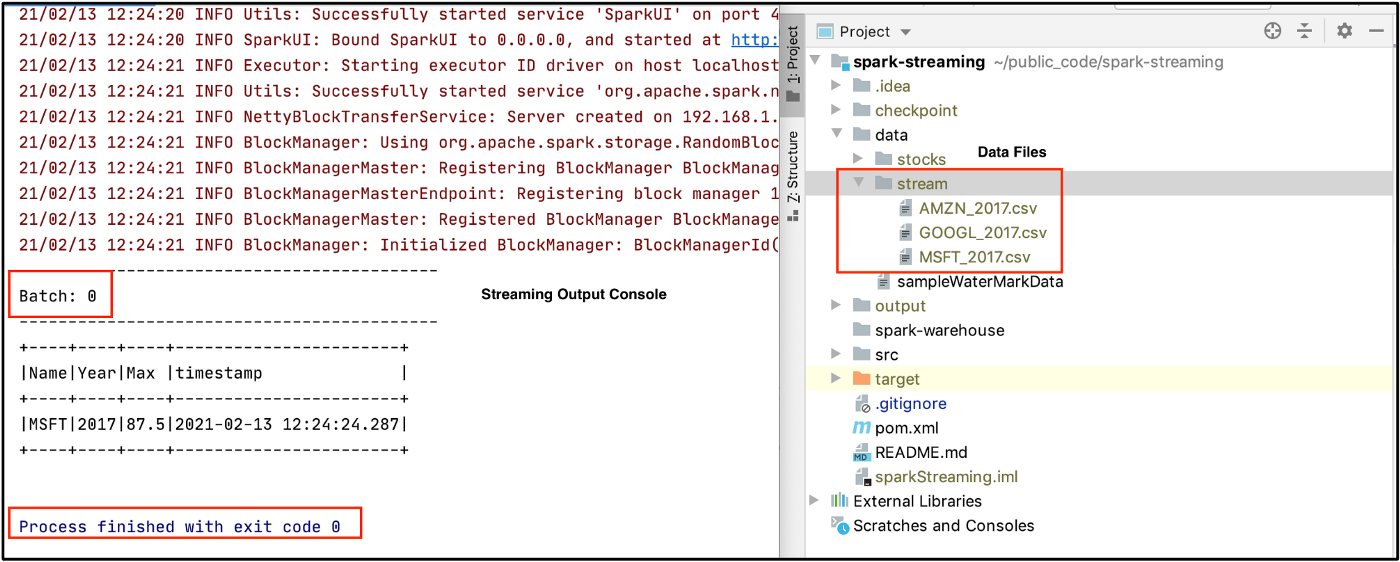 21/02/13 12:24:20 INFO Utils: Successfully started service 'SparkUI' on port 4
21/02/13 12:24:20 INFO SparkUI: Bound SparkUI to 0.0.0.0, and started at http:
21/02/13 12:24:21 INFO Executor: Starting executor ID driver on host localhost
21/02/13 12:24:21 INFO Utils: Successfully started service 'org.apache.spark.n
21/02/13 12:24:21 INFO NettyBlockTransferService: Server created on 192.168.1.
21/02/13 12:24:21 INFO BlockManager: Using org.apache.spark.storage.RandomBloc
21/02/13 12:24:21 INFO BlockManagerMaster: Registering BlockManager BlockManag
21/02/13 12:24:21 INFO BlockManagerMasterEndpoint: Registering block manager 1
21/02/13 12:24:21 INFO BlockManagerMaster: Registered BlockManager BlockManage
21/02/13 12:24:21 INFO BlockManager: Initialized BlockManager: BlockManagerId(
-------------------------------------------
Batch: 0
Streaming Output Console
-------------------------------------------
+----+----+----+-----------------------+
|Name|Year|Max |timestamp              |
+----+----+----+-----------------------+
|MSFT|2017|87.5|2021-02-13 12:24:24.287|
+----+----+----+-----------------------+
Process finished with exit code 0
1: Project
Z: Structure
Project
spark-streaming ~/public_code/spark-streaming
.idea
checkpoint
data
stocks
Data Files
stream
AMZN_2017.csv
GOOGL_2017.csv
MSFT_2017.csv
sampleWaterMarkData
output
spark-warehouse
src
target
.gitignore
m pom.xml
MD README.md
sparkStreaming.iml
External Libraries
Scratches and Consoles